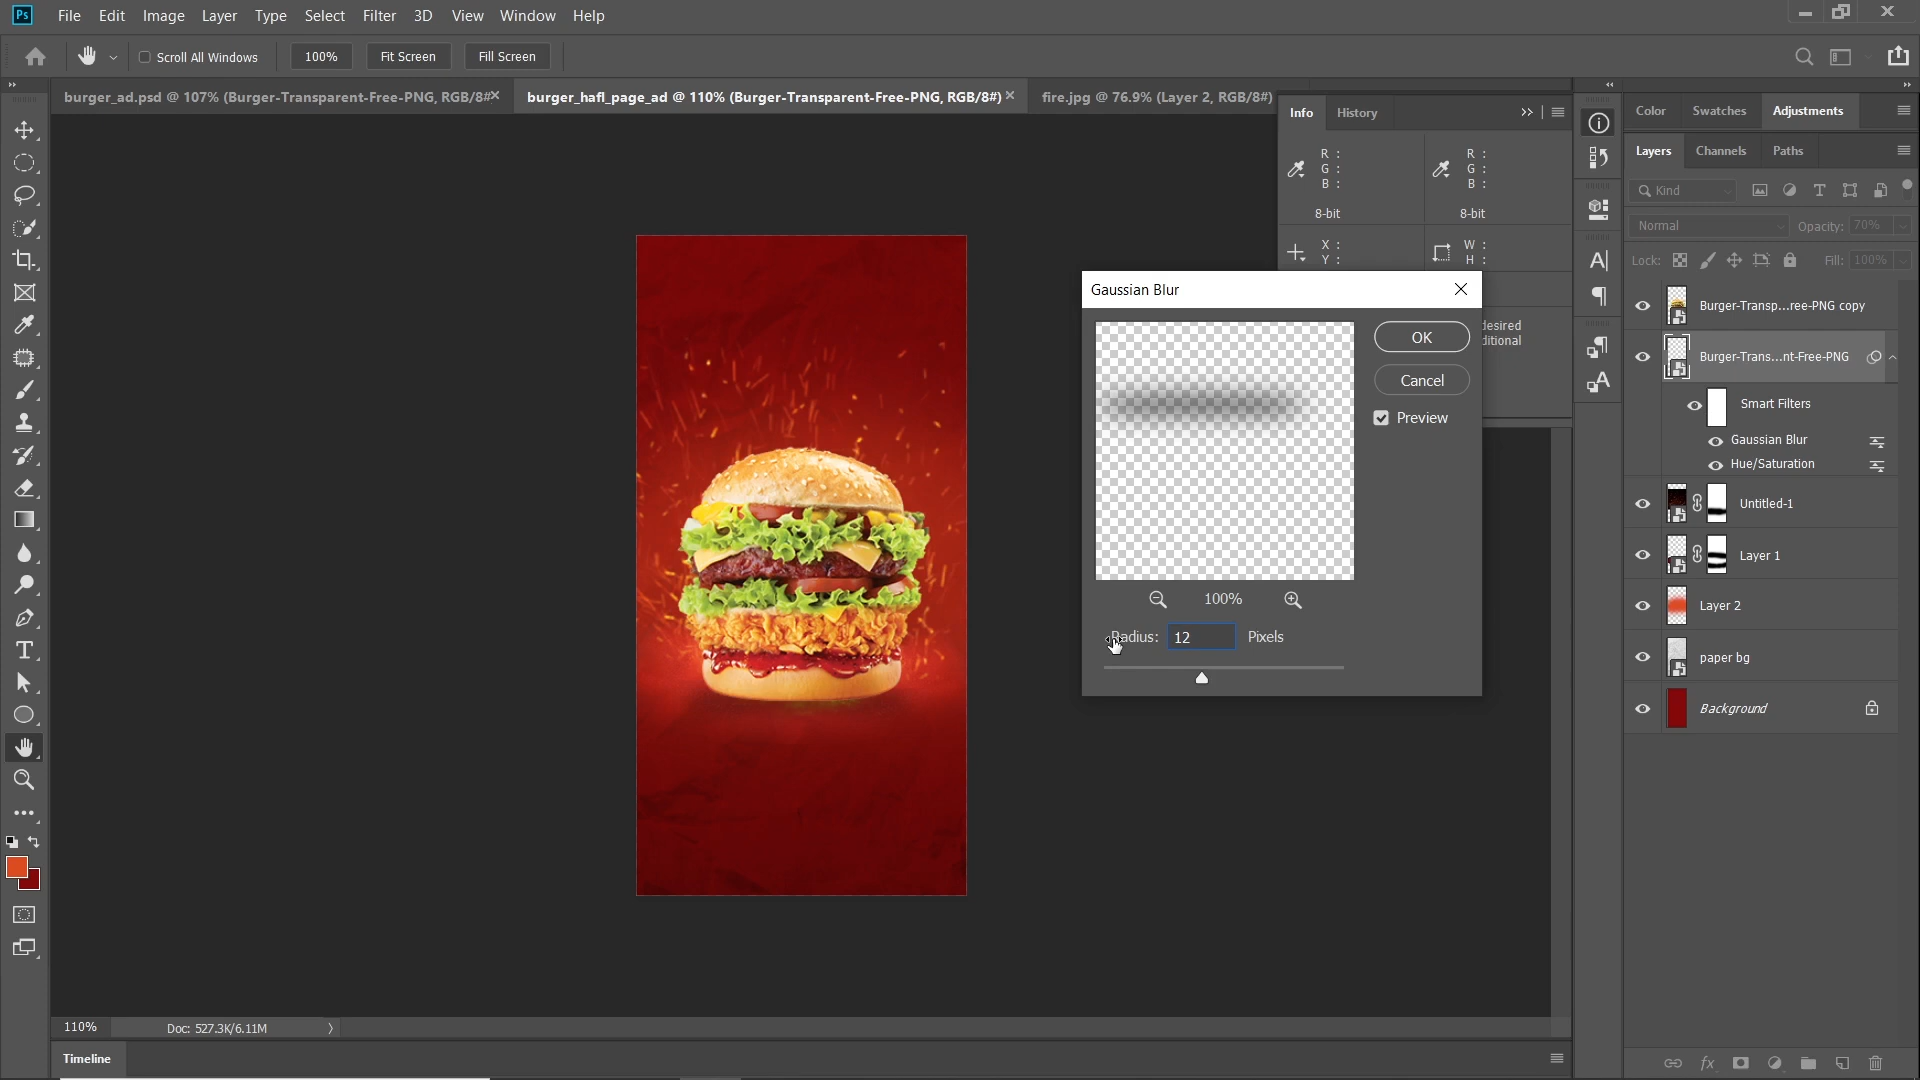 Ps File Edit Image Layer Type Select Filter 3D View Window Help
Scroll All Windows 100% Fit Screen Fill Screen
burger_ad.psd @ 107% (Burger-Transparent-Free-PNG, RGB/8# burger_hafl_page_ad @ 110% (Burger-Transparent-Free-PNG, RGB/8#) fire.jpg @ 76.9% (Layer 2, RGB/8#)
Info History
R : R :
G : G :
B : B :
8-bit 8-bit
X : W :
Y : H :
desired
ditional
Gaussian Blur
OK
Cancel
Preview
100%
Radius: 12 Pixels
Color Swatches Adjustments
Layers Channels Paths
Kind
Normal Opacity: 70%
Lock: Fill: 100%
Burger-Transp...ree-PNG copy
Burger-Trans...nt-Free-PNG
Smart Filters
Gaussian Blur
Hue/Saturation
Untitled-1
Layer 1
Layer 2
paper bg
Background
fx
110% Doc: 527.3K/6.11M
Timeline